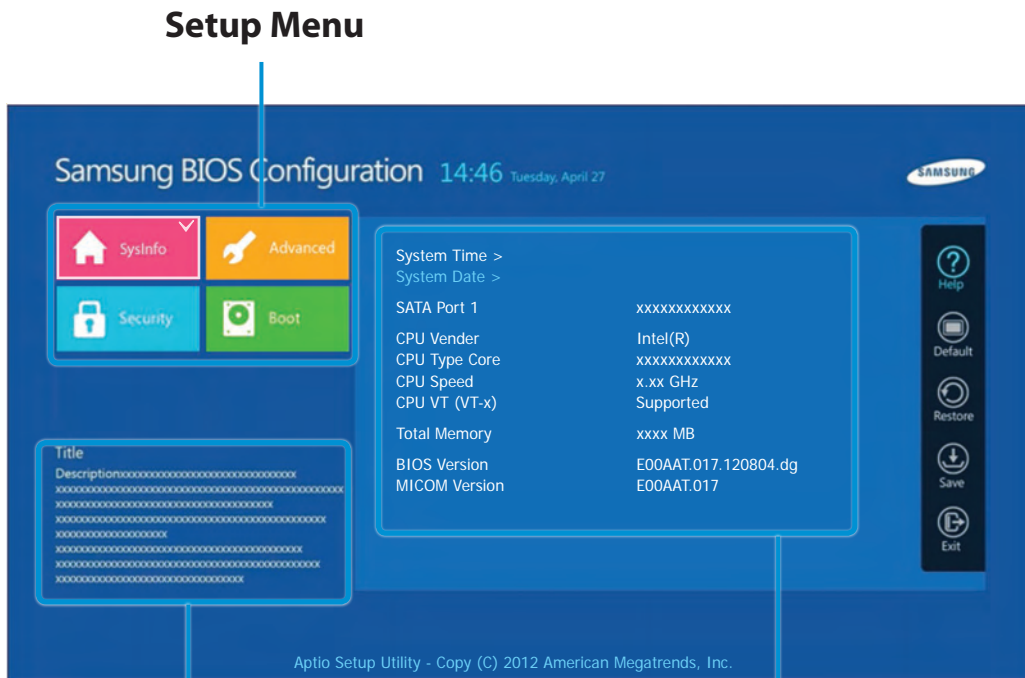 Setup Menu
Samsung BIOS Configuration 14:46 Tuesday, April 27
SAMSUNG
SysInfo
Advanced
Security
Boot
System Time >
System Date >
SATA Port 1 xxxxxxxxxxxx
CPU Vender Intel(R)
CPU Type Core xxxxxxxxxxxx
CPU Speed x.xx GHz
CPU VT (VT-x) Supported
Total Memory xxxx MB
BIOS Version E00AAT.017.120804.dg
MICOM Version E00AAT.017
Help
Default
Restore
Save
Exit
Title
Description
Aptio Setup Utility - Copy (C) 2012 American Megatrends, Inc.